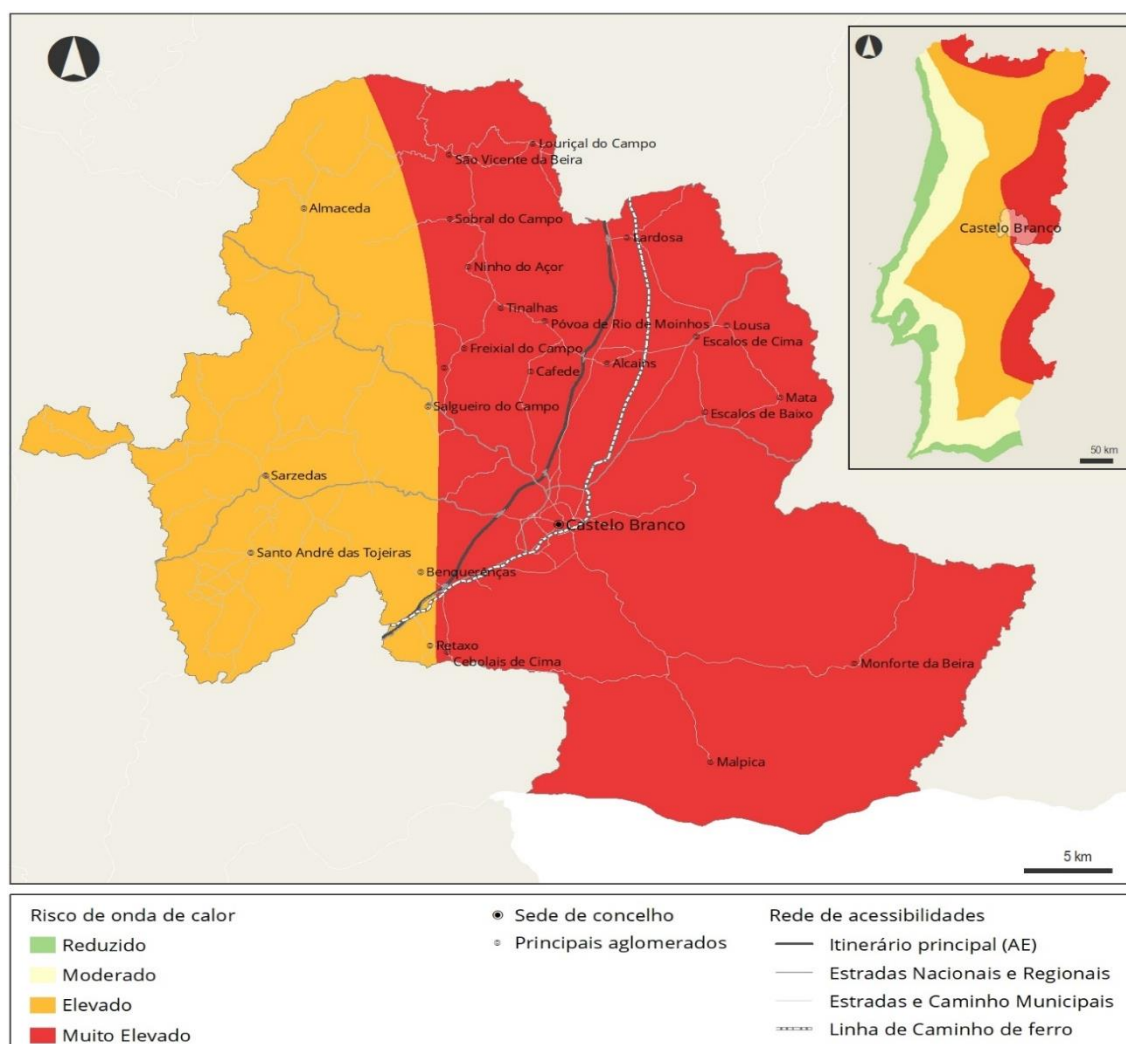 Castelo Branco
50 km
Louriçal do Campo
São Vicente da Beira
Almaceda
Sobral do Campo
Lardosa
Ninho do Açor
Tinalhas
Póvoa de Rio de Moinhos
Lousa
Escalos de Cima
Freixial do Campo
Alcains
Cafede
Mata
Salgueiro do Campo
Escalos de Baixo
Sarzedas
Castelo Branco
Santo André das Tojeiras
Benquerênças
Retaxo
Cebolais de Cima
Monforte da Beira
Malpica
5 km
Risco de onda de calor
Reduzido
Moderado
Elevado
Muito Elevado
Sede de concelho
Principais aglomerados
Rede de acessibilidades
Itinerário principal (AE)
Estradas Nacionais e Regionais
Estradas e Caminho Municipais
Linha de Caminho de ferro